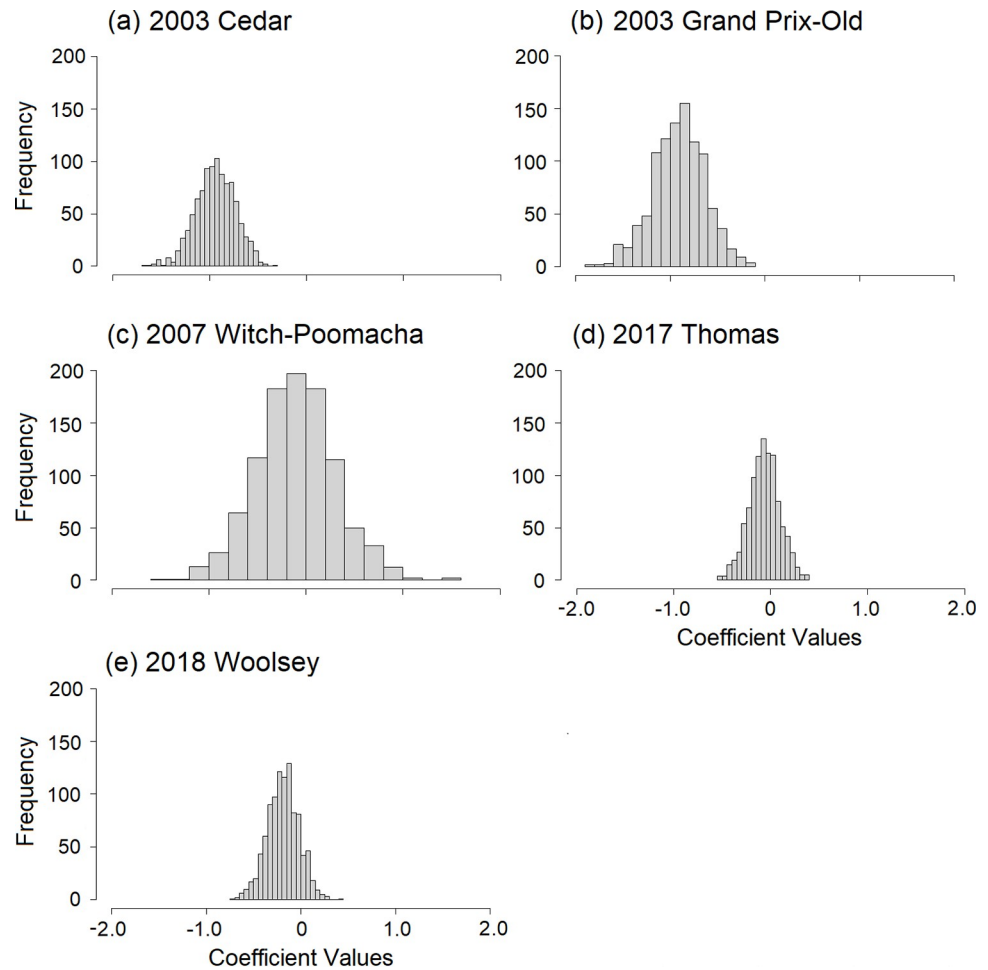 (a) 2003 Cedar
(b) 2003 Grand Prix-Old
200
150
100
50
0
Frequency
200
150
100
50
0
(c) 2007 Witch-Poomacha
(d) 2017 Thomas
200
150
100
50
0
Frequency
200
150
100
50
0
-2.0 -1.0 0 1.0 2.0
Coefficient Values
(e) 2018 Woolsey
200
150
100
50
0
Frequency
-2.0 -1.0 0 1.0 2.0
Coefficient Values